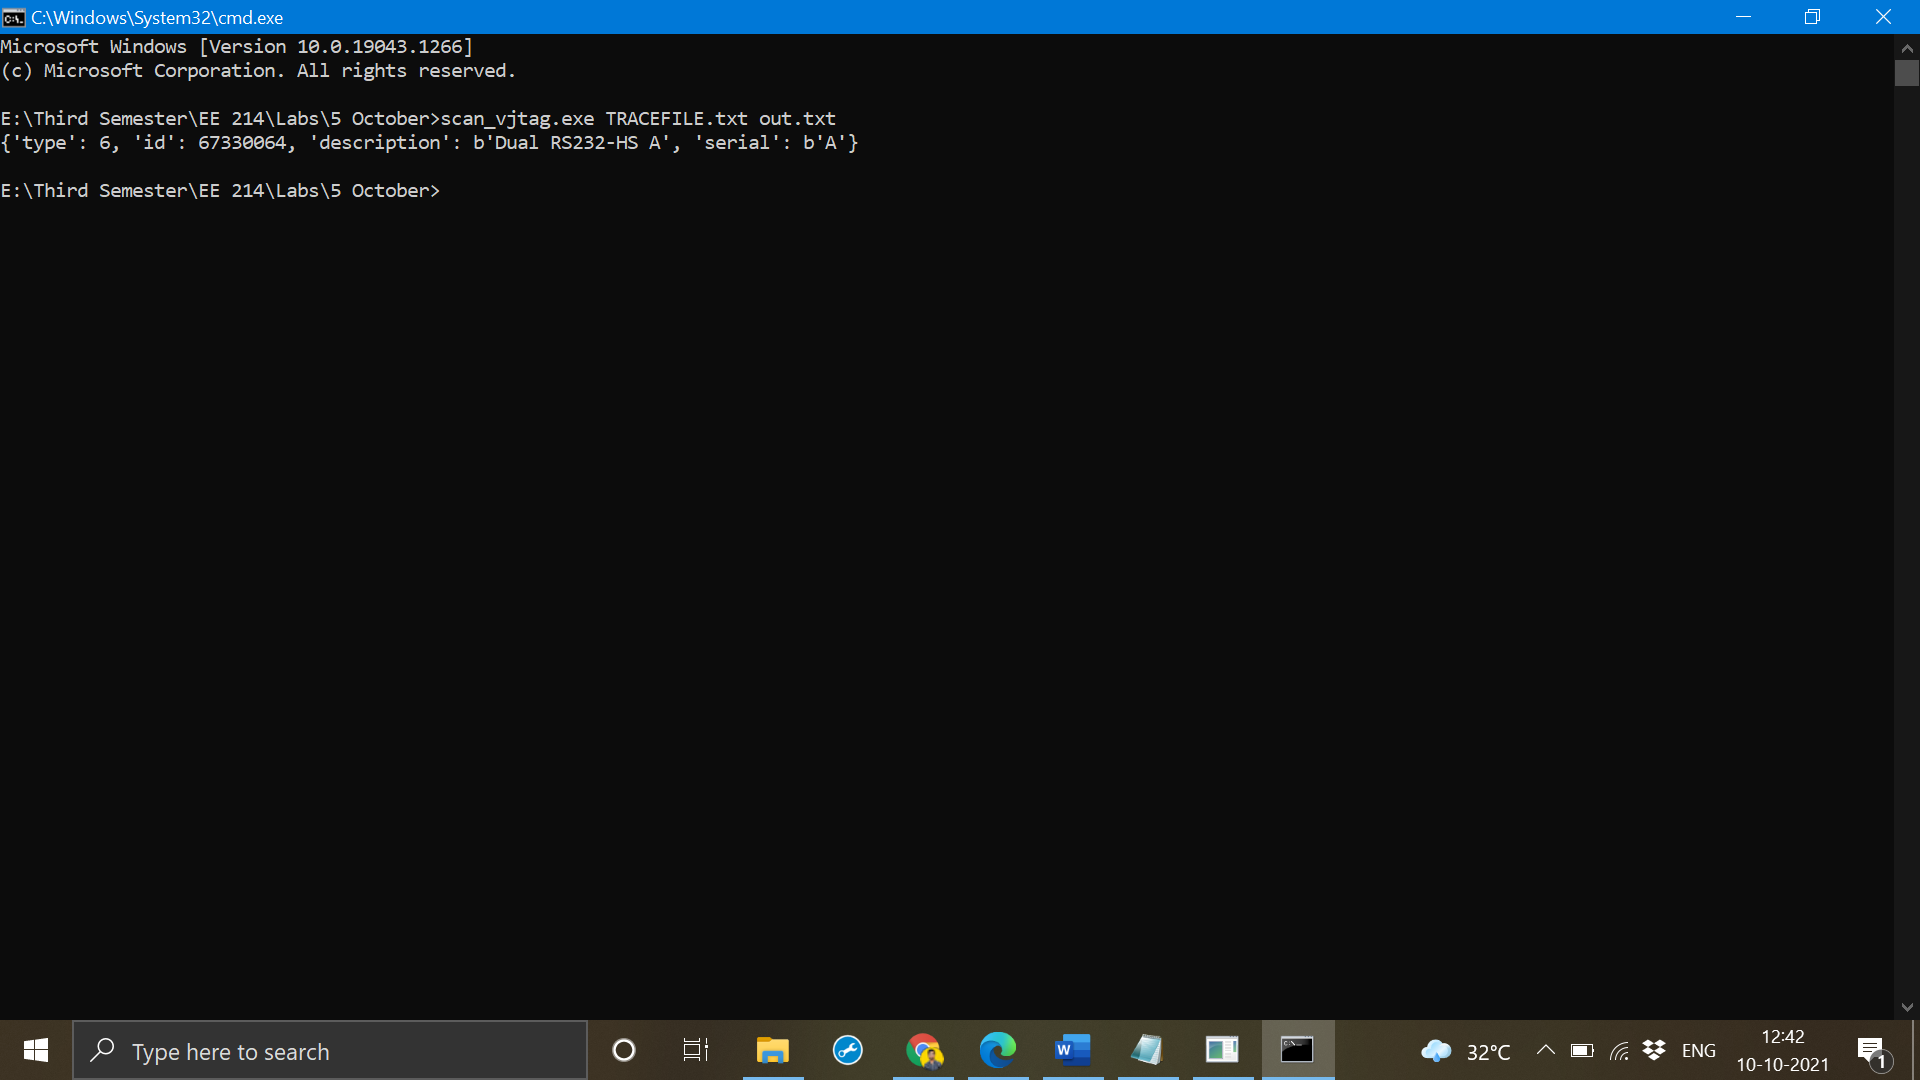 C:\Windows\System32\cmd.exe
Microsoft Windows [Version 10.0.19043.1266]
(c) Microsoft Corporation. All rights reserved.
E:\Third Semester\EE 214\Labs\5 October>scan_vjtag.exe TRACEFILE.txt out.txt
{'type': 6, 'id': 67330064, 'description': b'Dual RS232-HS A', 'serial': b'A'}
E:\Third Semester\EE 214\Labs\5 October>
Type here to search
W
32°C
ENG
12:42
10-10-2021
1